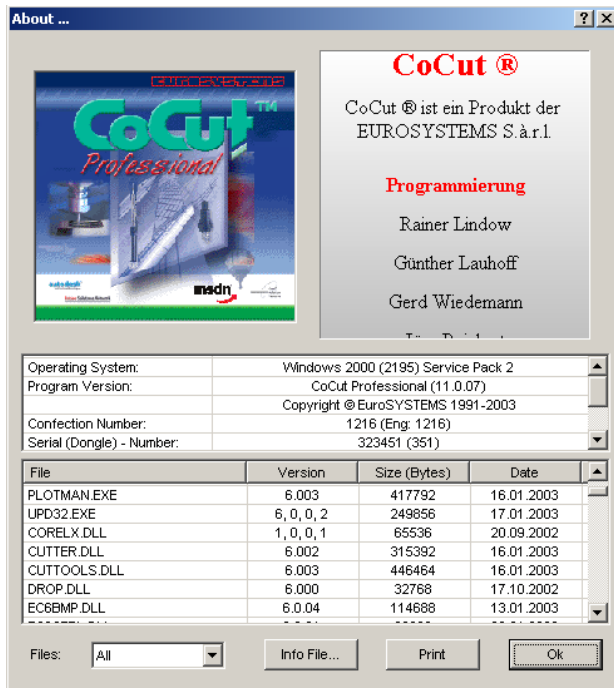 About ...
EUROSYSTEMS
CoCut™
Professional
msdn
CoCut ®
CoCut ® ist ein Produkt der
EUROSYSTEMS S.à.r.l.
Programmierung
Rainer Lindow
Günther Lauhoff
Gerd Wiedemann
Operating System: Windows 2000 (2195) Service Pack 2
Program Version: CoCut Professional (11.0.07)
Copyright © EuroSYSTEMS 1991-2003
Confection Number: 1216 (Eng: 1216)
Serial (Dongle) - Number: 323451 (351)
File Version Size (Bytes) Date
PLOTMAN.EXE 6.003 417792 16.01.2003
UPD32.EXE 6, 0, 0, 2 249856 17.01.2003
CORELX.DLL 1, 0, 0, 1 65536 20.09.2002
CUTTER.DLL 6.002 315392 16.01.2003
CUTTOOLS.DLL 6.003 446464 16.01.2003
DROP.DLL 6.000 32768 17.10.2002
EC6BMP.DLL 6.0.04 114688 13.01.2003
Files: All Info File... Print Ok